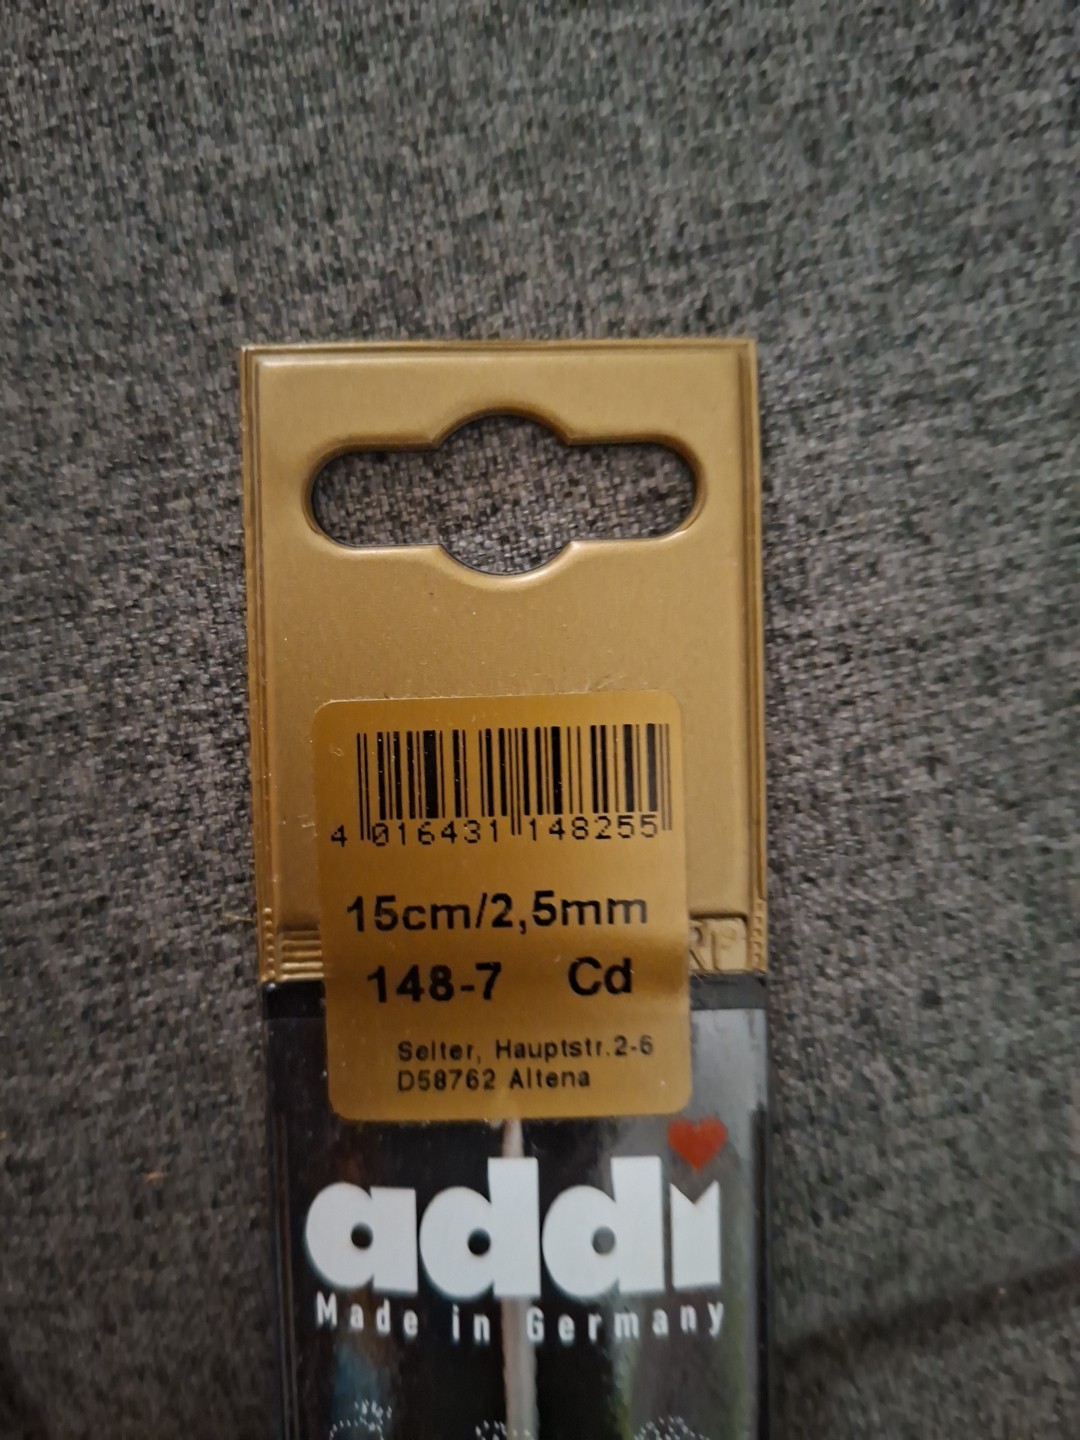 4 016431 148255
15cm/2,5mm
148-7 Cd
Selter, Hauptstr.2-6
D58762 Altena
addi
Made in Germany